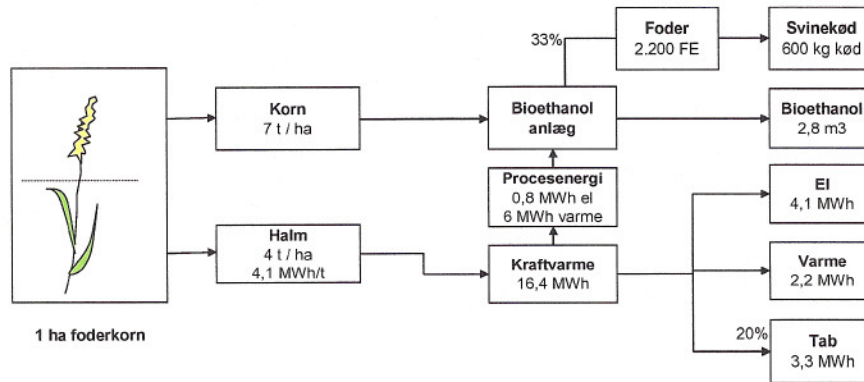 Foder
2.200 FE
Svinekød
600 kg kød
33%
Korn
7 t / ha
Bioethanol
anlæg
Bioethanol
2,8 m3
Procesenergi
0,8 MWh el
6 MWh varme
El
4,1 MWh
Halm
4 t / ha
4,1 MWh/t
Kraftvarme
16,4 MWh
Varme
2,2 MWh
20%
Tab
3,3 MWh
1 ha foderkorn